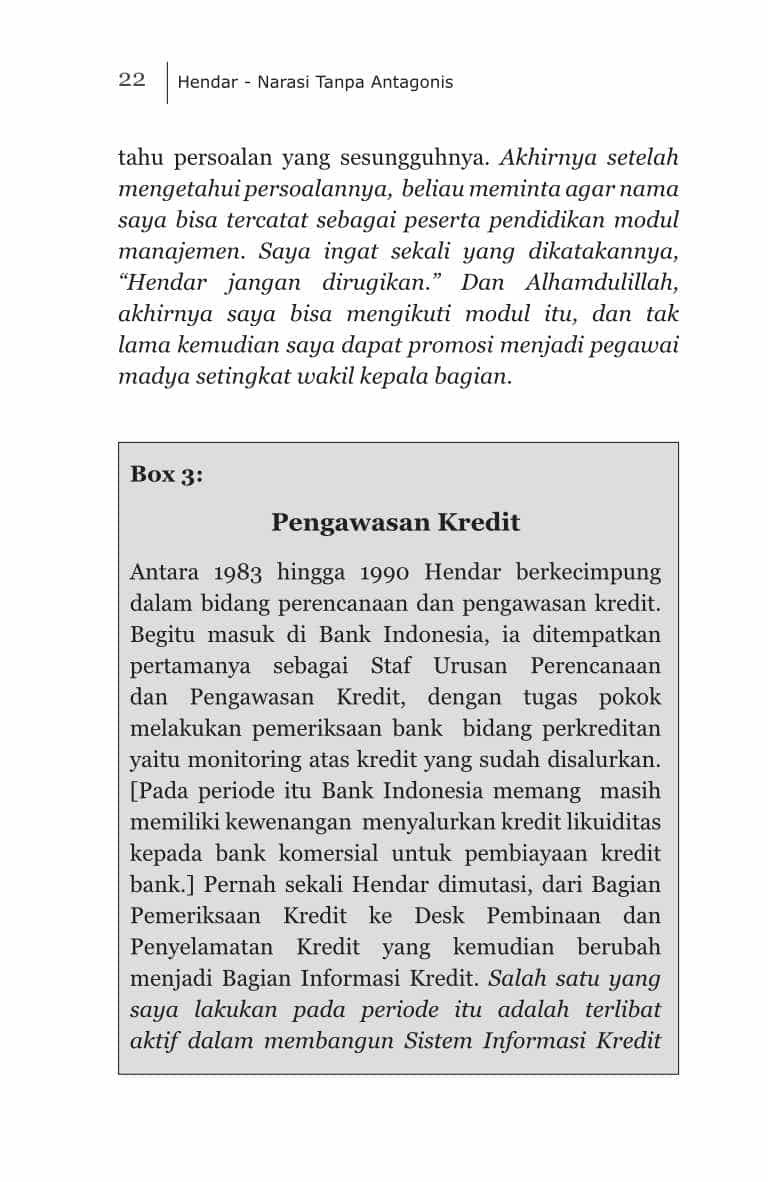 22
Hendar - Narasi Tanpa Antagonis
tahu persoalan yang sesungguhnya. Akhirnya setelah
mengetahui persoalannya, beliau meminta agar nama
saya bisa tercatat sebagai peserta pendidikan modul
manajemen. Saya ingat sekali yang dikatakannya,
“Hendar jangan dirugikan.” Dan Alhamdulillah,
akhirnya saya bisa mengikuti modul itu, dan tak
lama kemudian saya dapat promosi menjadi pegawai
madya setingkat wakil kepala bagian.
Box 3:
Pengawasan Kredit
Antara 1983 hingga 1990 Hendar berkecimpung
dalam bidang perencanaan dan pengawasan kredit.
Begitu masuk di Bank Indonesia, ia ditempatkan
pertamanya sebagai Staf Urusan Perencanaan
dan Pengawasan Kredit, dengan tugas pokok
melakukan pemeriksaan bank bidang perkreditan
yaitu monitoring atas kredit yang sudah disalurkan.
[Pada periode itu Bank Indonesia memang masih
memiliki kewenangan menyalurkan kredit likuiditas
kepada bank komersial untuk pembiayaan kredit
bank.] Pernah sekali Hendar dimutasi, dari Bagian
Pemeriksaan Kredit ke Desk Pembinaan dan
Penyelamatan Kredit yang kemudian berubah
menjadi Bagian Informasi Kredit. Salah satu yang
saya lakukan pada periode itu adalah terlibat
aktif dalam membangun Sistem Informasi Kredit